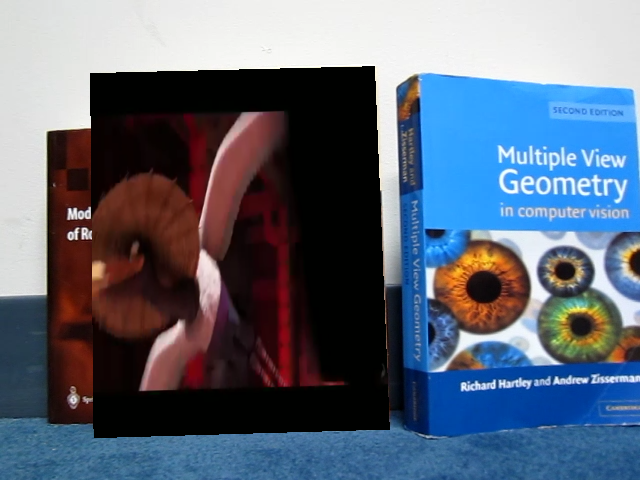 Mod
of Ro
SECOND EDITION
Multiple View
Geometry
in computer vision
Hartley and
Zisserman
Multiple View Geometry
Richard Hartley and Andrew Zisserman